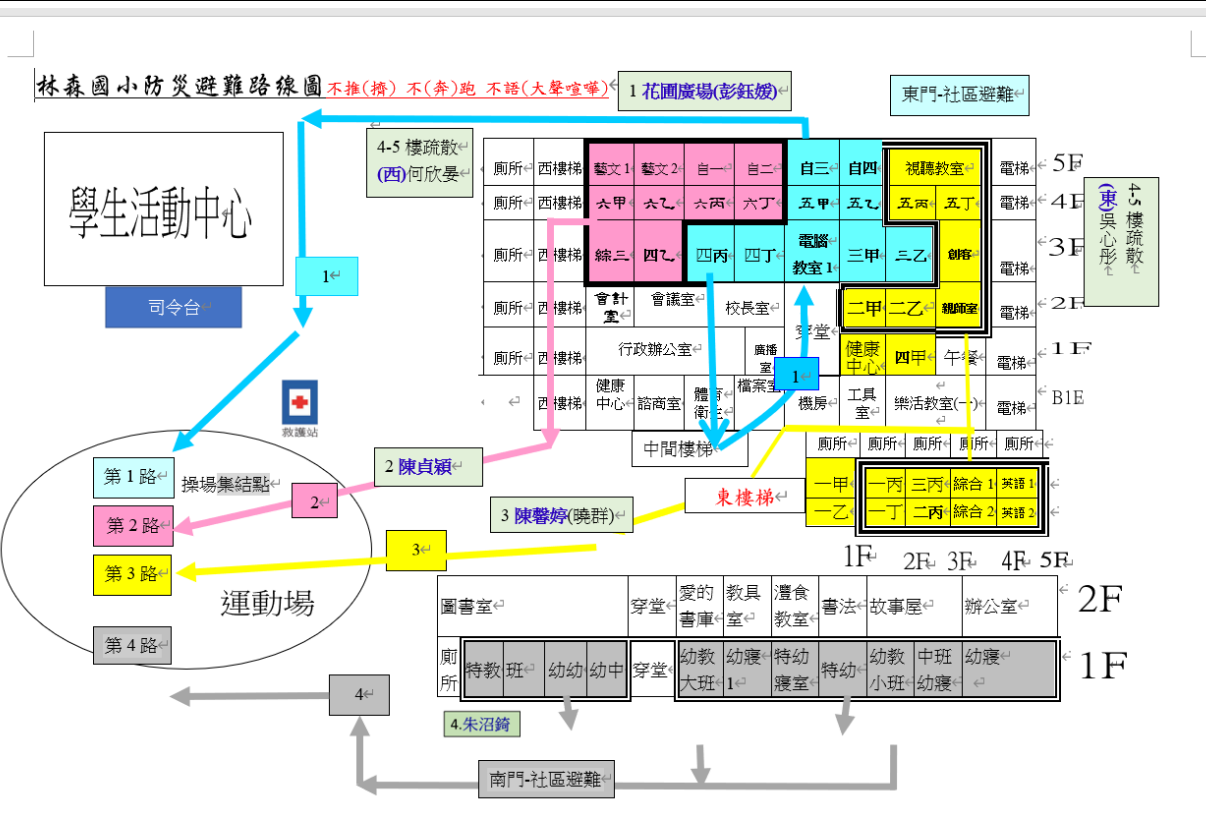 林森國小防災避難路線圖 不推(擠) 不(奔)跑 不語(大聲喧嘩)
1 花圃廣場(彭鈺媛)
東門-社區避難
4-5 樓疏散
(西)何欣晏
學生活動中心
司令台
1
廁所 西樓梯 藝文1 藝文2 自一 自二 自三 自四 視聽教室 電梯 5F
廁所 西樓梯 六甲 六乙 六丙 六丁 五甲 五乙 五丙 五丁 電梯 4F
廁所 西樓梯 綜三 四乙 四丙 四丁 電腦教室1 三甲 三乙 創客 電梯 3F
廁所 西樓梯 會計室 會議室 校長室 穿堂 二甲 二乙 親師室 電梯 2F
廁所 西樓梯 行政辦公室 廣播室 健康中心 四甲 午餐 電梯 1F
西樓梯 健康中心 諮商室 體育衛生 檔案室 機房 工具室 樂活教室(一) 電梯 B1F
4-5 樓疏散
(東)吳心彤
1
中間樓梯
廁所 廁所 廁所 廁所 廁所
一甲 一丙 三丙 綜合1 英語1
一乙 一丁 二丙 綜合2 英語2
1F 2F 3F 4F 5F
東樓梯
救護站
第1路
操場集結點
第2路
第3路
運動場
第4路
2 陳貞穎
2
3 陳馨婷(曉群)
3
圖書室 穿堂 愛的書庫 教具室 灃食教室 書法 故事屋 辦公室 2F
廁所 特教 班 幼幼 幼中 穿堂 幼教大班 幼寢1 特幼寢室 特幼 幼教小班 中班幼寢 幼寢 1F
4
4.朱沼錡
南門-社區避難